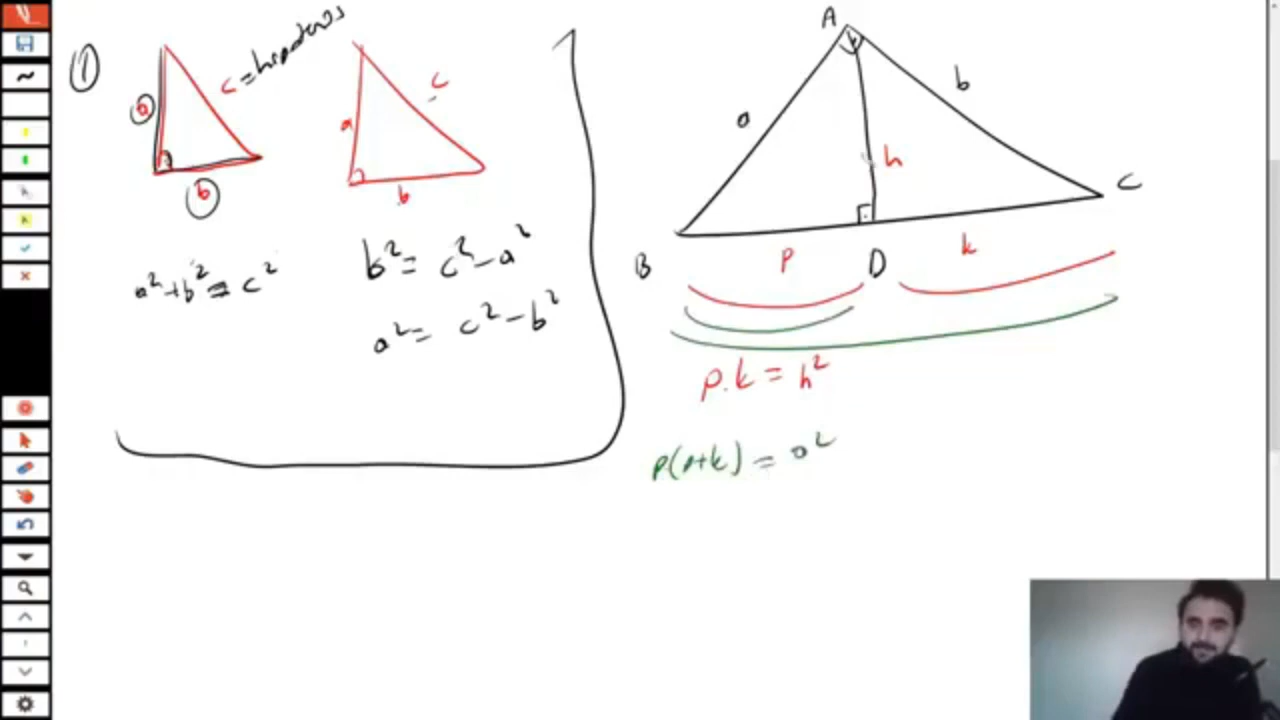 ①
a
c = hipotenüs
b
a
c
b
a²+b² = c²
b² = c² - a²
a² = c² - b²
A
a
b
h
B
p
D
k
C
p.k = h²
p(p+k) = a²